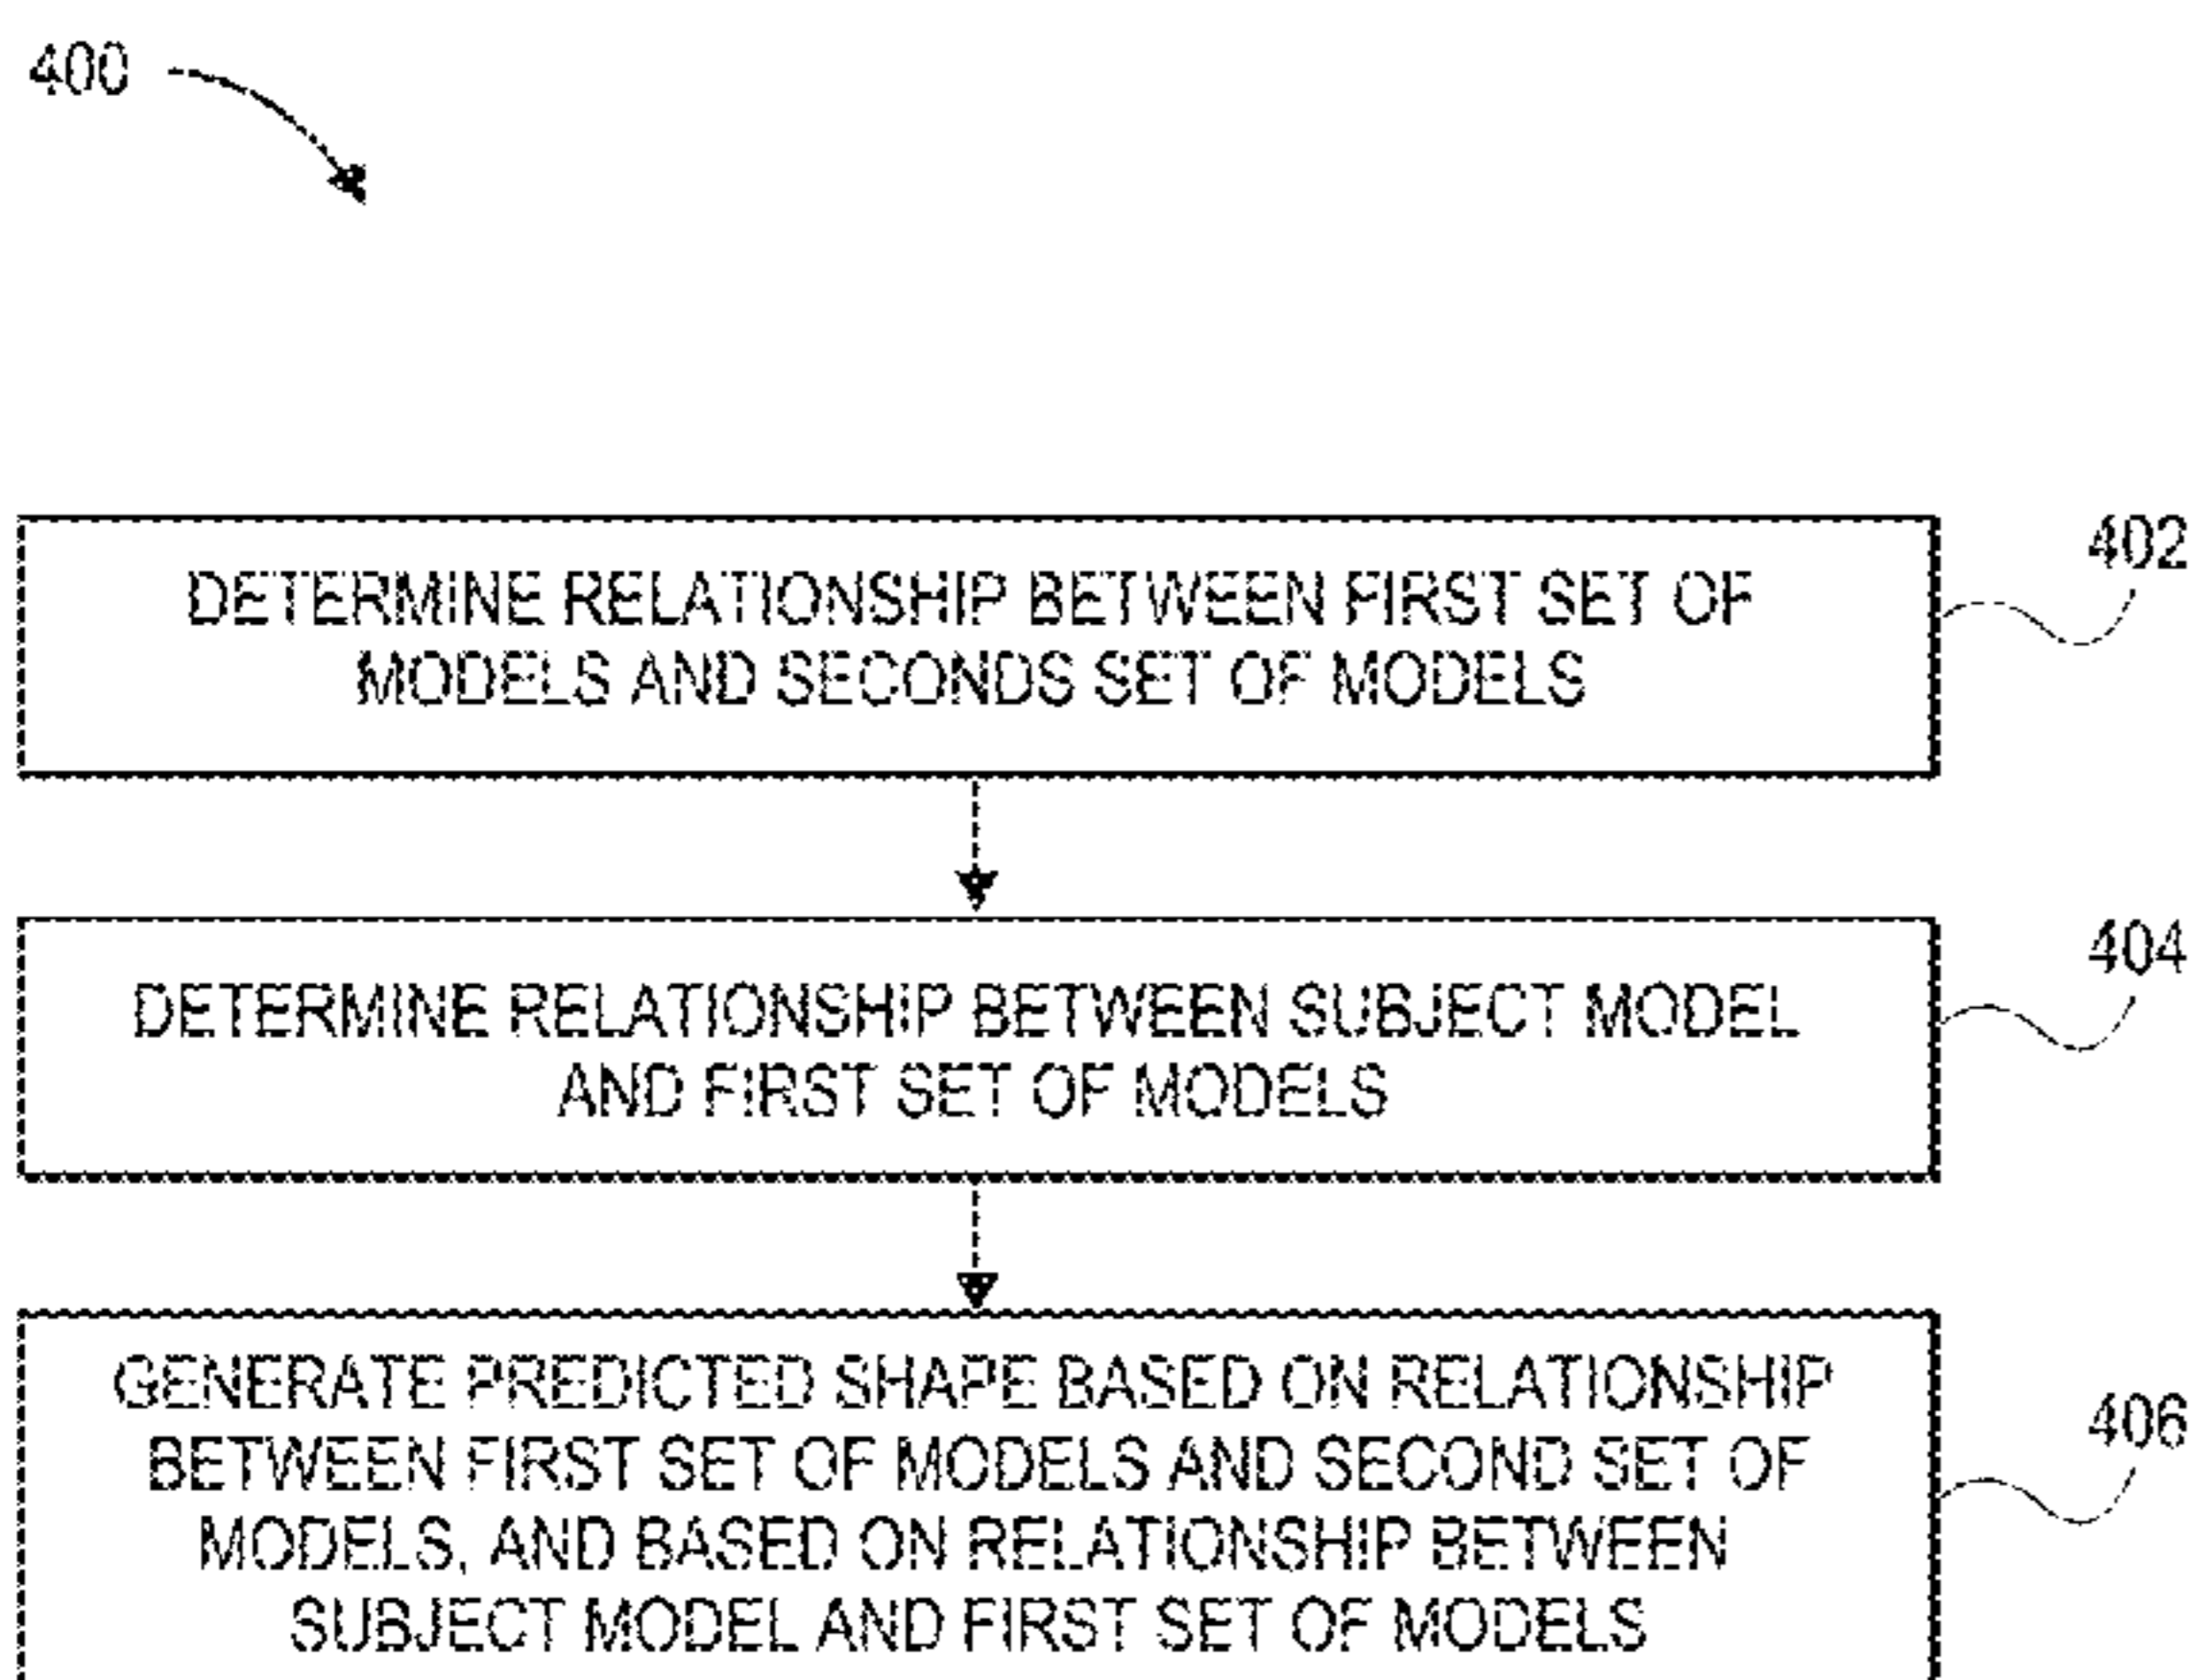 400
DETERMINE RELATIONSHIP BETWEEN FIRST SET OF
MODELS AND SECONDS SET OF MODELS
402
DETERMINE RELATIONSHIP BETWEEN SUBJECT MODEL
AND FIRST SET OF MODELS
404
GENERATE PREDICTED SHAPE BASED ON RELATIONSHIP
BETWEEN FIRST SET OF MODELS AND SECOND SET OF
MODELS, AND BASED ON RELATIONSHIP BETWEEN
SUBJECT MODEL AND FIRST SET OF MODELS
406